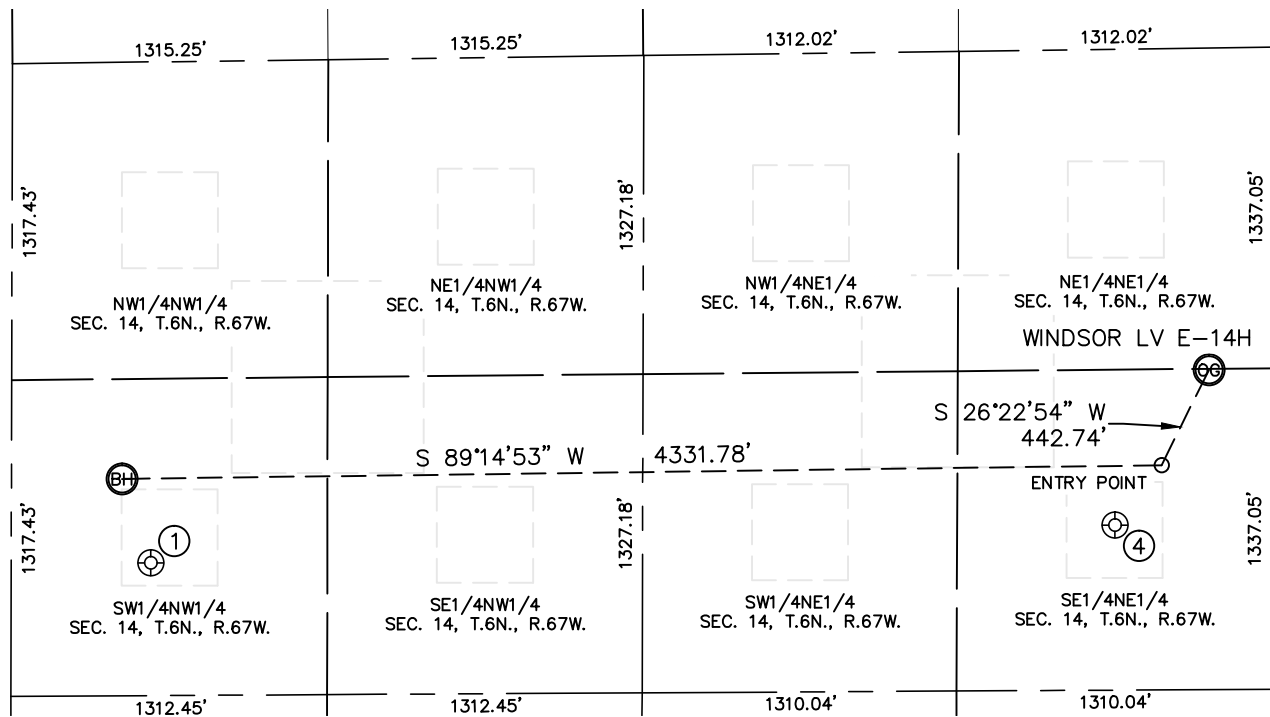 1315.25'
1315.25'
1312.02'
1312.02'
1317.43'
1327.18'
1337.05'
NW1/4NW1/4
SEC. 14, T.6N., R.67W.
NE1/4NW1/4
SEC. 14, T.6N., R.67W.
NW1/4NE1/4
SEC. 14, T.6N., R.67W.
NE1/4NE1/4
SEC. 14, T.6N., R.67W.
WINDSOR LV E-14H
OG
S 26°22'54" W
442.74'
S 89°14'53" W 4331.78'
BH
ENTRY POINT
1317.43'
1
1327.18'
4
1337.05'
SW1/4NW1/4
SEC. 14, T.6N., R.67W.
SE1/4NW1/4
SEC. 14, T.6N., R.67W.
SW1/4NE1/4
SEC. 14, T.6N., R.67W.
SE1/4NE1/4
SEC. 14, T.6N., R.67W.
1312.45'
1312.45'
1310.04'
1310.04'